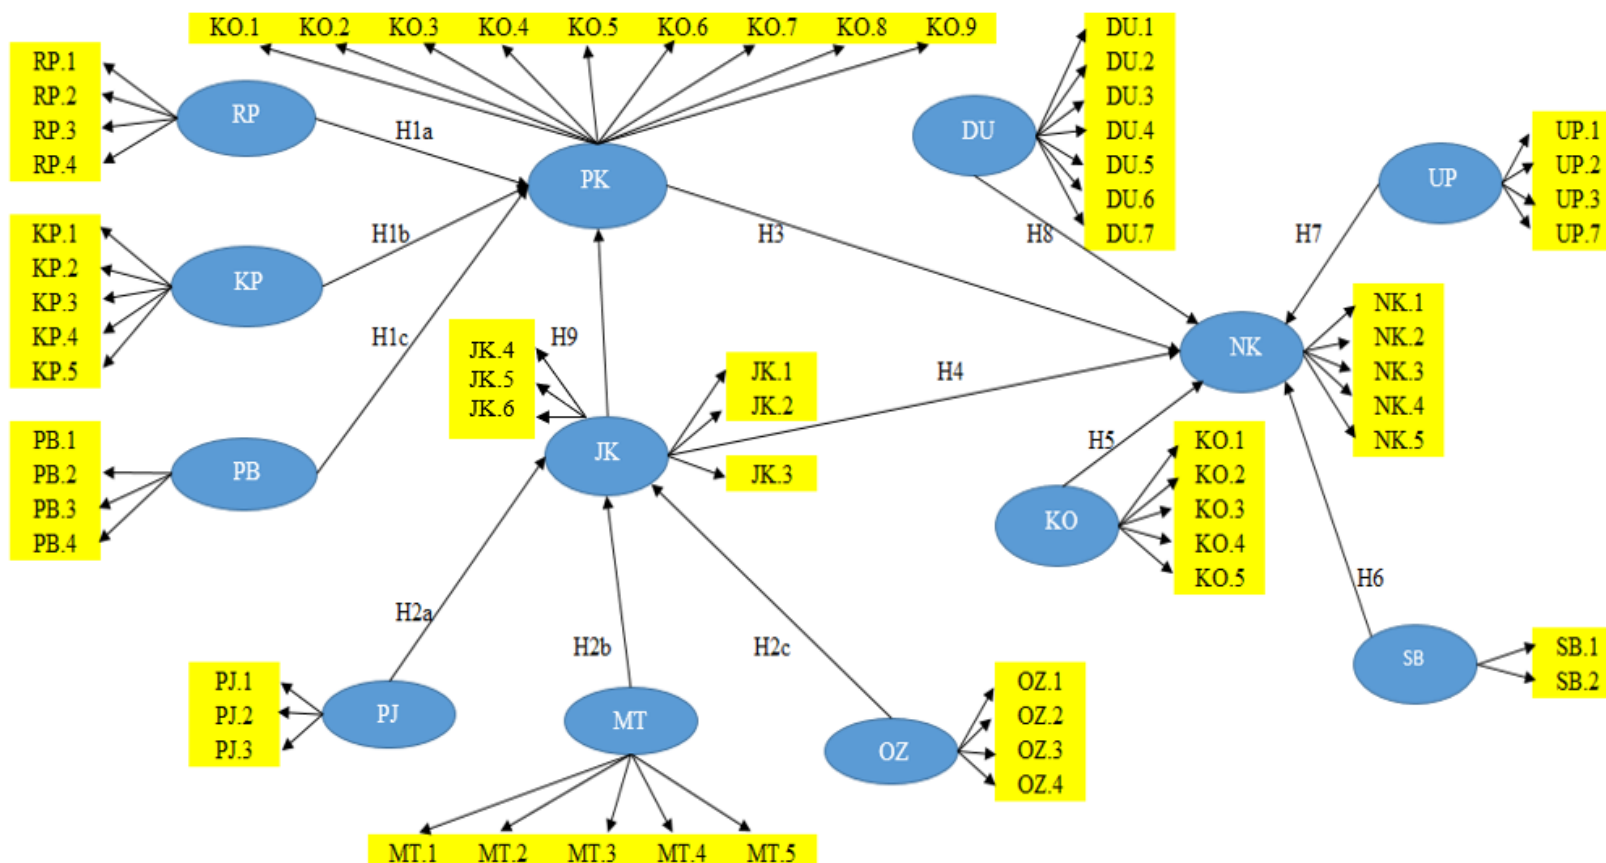 KO.1 KO.2 KO.3 KO.4 KO.5 KO.6 KO.7 KO.8 KO.9
RP.1
RP.2
RP.3
RP.4
RP
H1a
PK
DU
DU.1
DU.2
DU.3
DU.4
DU.5
DU.6
DU.7
UP
UP.1
UP.2
UP.3
UP.7
KP.1
KP.2
KP.3
KP.4
KP.5
KP
H1b
H1c
H3
H8
H7
NK
NK.1
NK.2
NK.3
NK.4
NK.5
JK.4
JK.5
JK.6
H9
JK.1
JK.2
JK.3
H4
PB.1
PB.2
PB.3
PB.4
PB
JK
H5
KO
KO.1
KO.2
KO.3
KO.4
KO.5
H6
H2a
H2b
H2c
SB
SB.1
SB.2
PJ.1
PJ.2
PJ.3
PJ
MT
OZ
OZ.1
OZ.2
OZ.3
OZ.4
MT.1 MT.2 MT.3 MT.4 MT.5